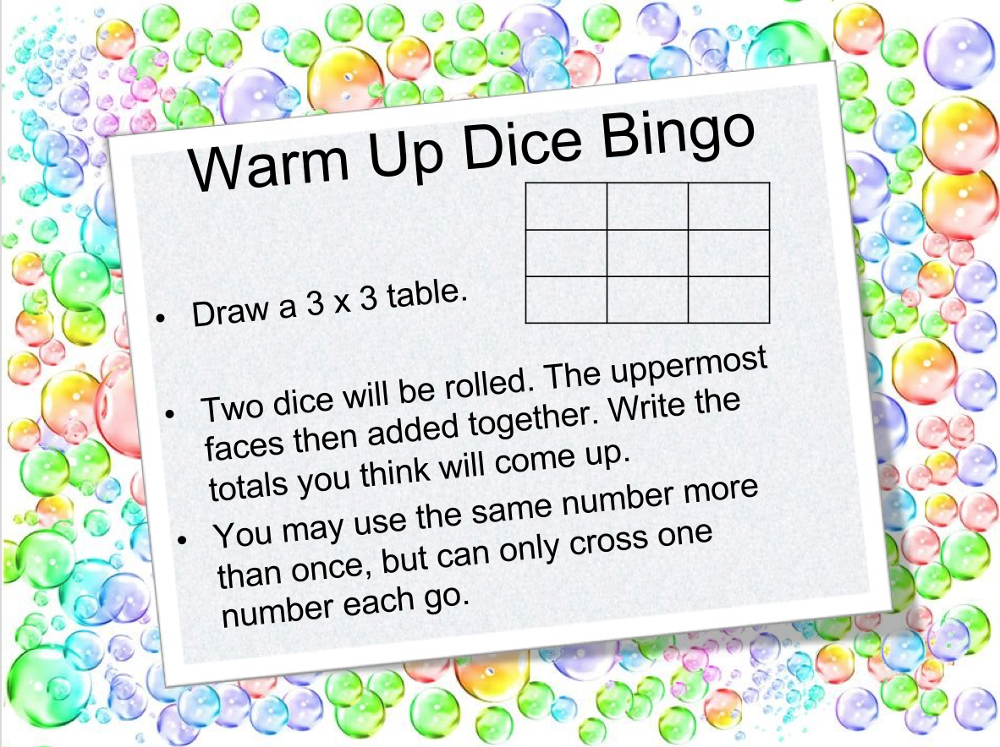 Warm Up Dice Bingo
• Draw a 3 x 3 table.
• Two dice will be rolled. The uppermost
faces then added together. Write the
totals you think will come up.
• You may use the same number more
than once, but can only cross one
number each go.